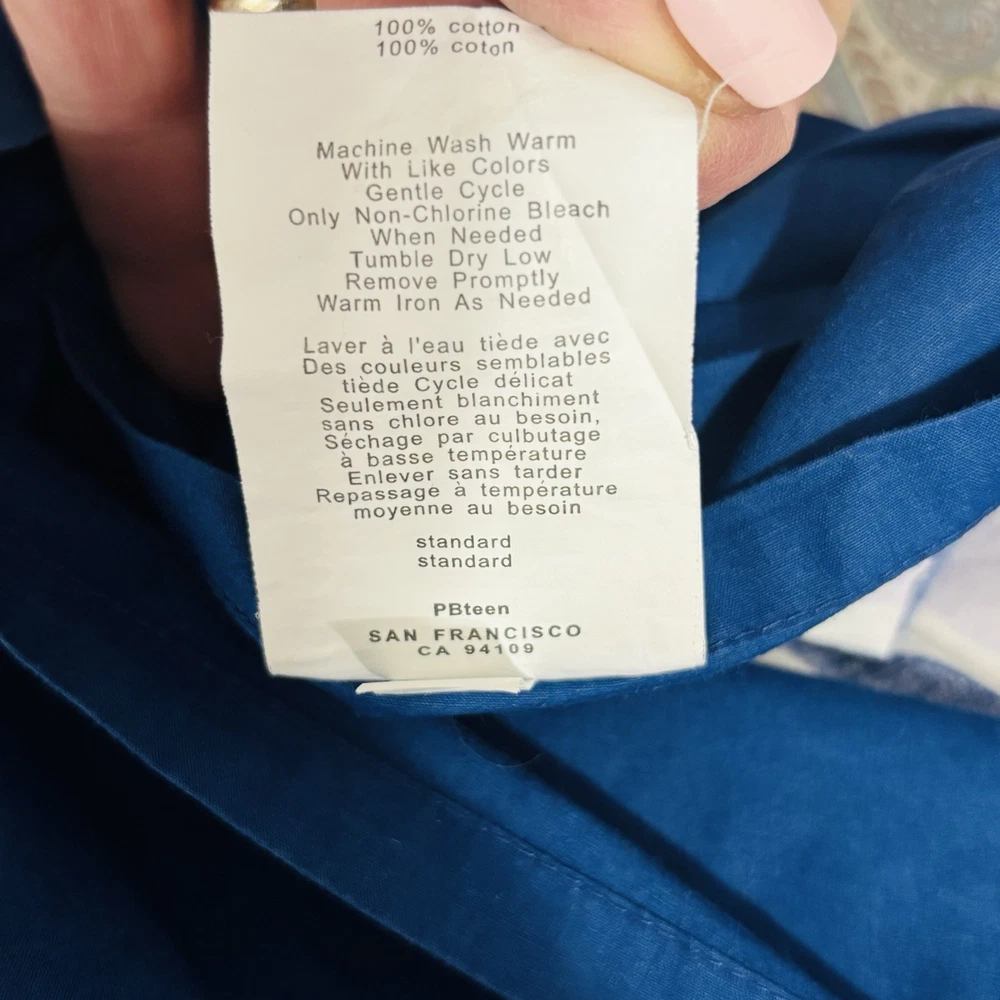 100% cotton
100% coton
Machine Wash Warm
With Like Colors
Gentle Cycle
Only Non-Chlorine Bleach
When Needed
Tumble Dry Low
Remove Promptly
Warm Iron As Needed
Laver à l'eau tiède avec
Des couleurs semblables
tiède Cycle délicat
Seulement blanchiment
sans chlore au besoin,
Séchage par culbutage
à basse température
Enlever sans tarder
Repassage à température
moyenne au besoin
standard
standard
PBteen
SAN FRANCISCO
CA 94109